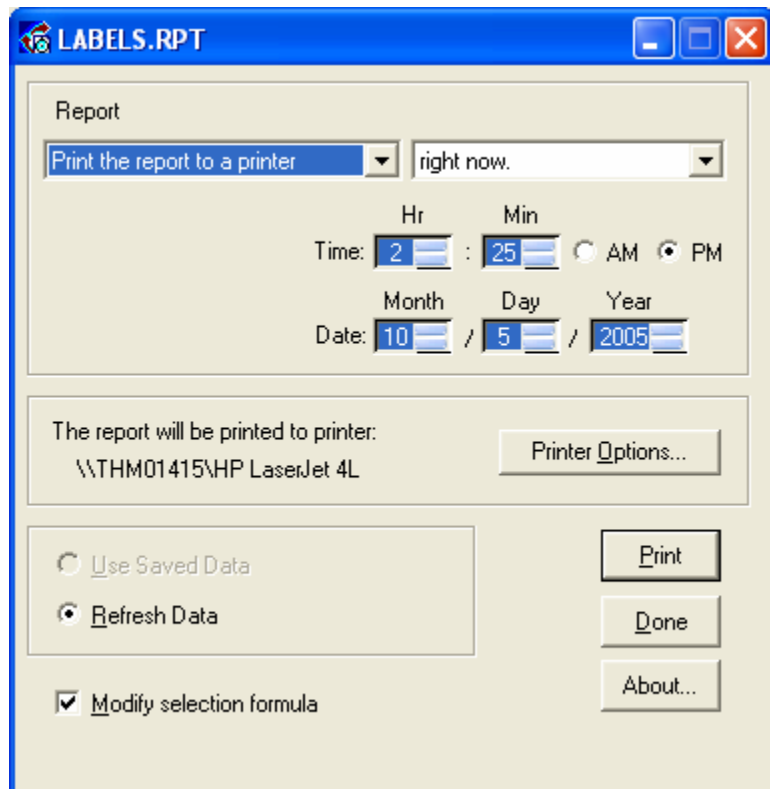 LABELS.RPT
Report
Print the report to a printer right now.
Hr Min
Time: 2 : 25 AM PM
Month Day Year
Date: 10 / 5 / 2005
The report will be printed to printer:
\\THM01415\HP LaserJet 4L
Printer Options...
Use Saved Data
Refresh Data
Modify selection formula
Print
Done
About...